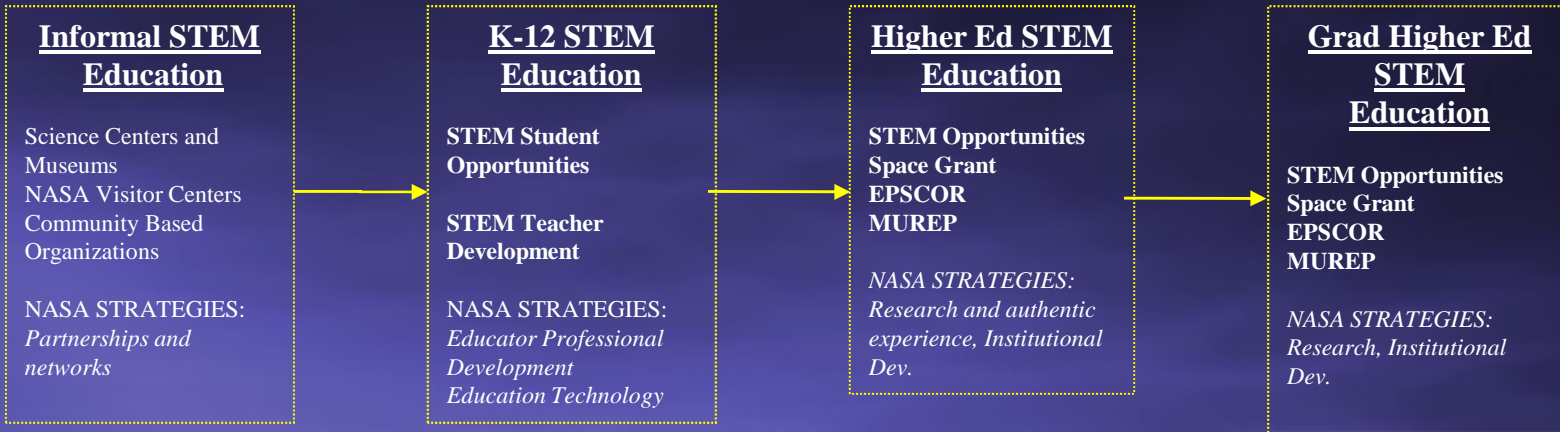 Informal STEM
Education
Science Centers and
Museums
NASA Visitor Centers
Community Based
Organizations
NASA STRATEGIES:
Partnerships and
networks
K-12 STEM
Education
STEM Student
Opportunities
STEM Teacher
Development
NASA STRATEGIES:
Educator Professional
Development
Education Technology
Higher Ed STEM
Education
STEM Opportunities
Space Grant
EPSCOR
MUREP
NASA STRATEGIES:
Research and authentic
experience, Institutional
Dev.
Grad Higher Ed
STEM
Education
STEM Opportunities
Space Grant
EPSCOR
MUREP
NASA STRATEGIES:
Research, Institutional
Dev.